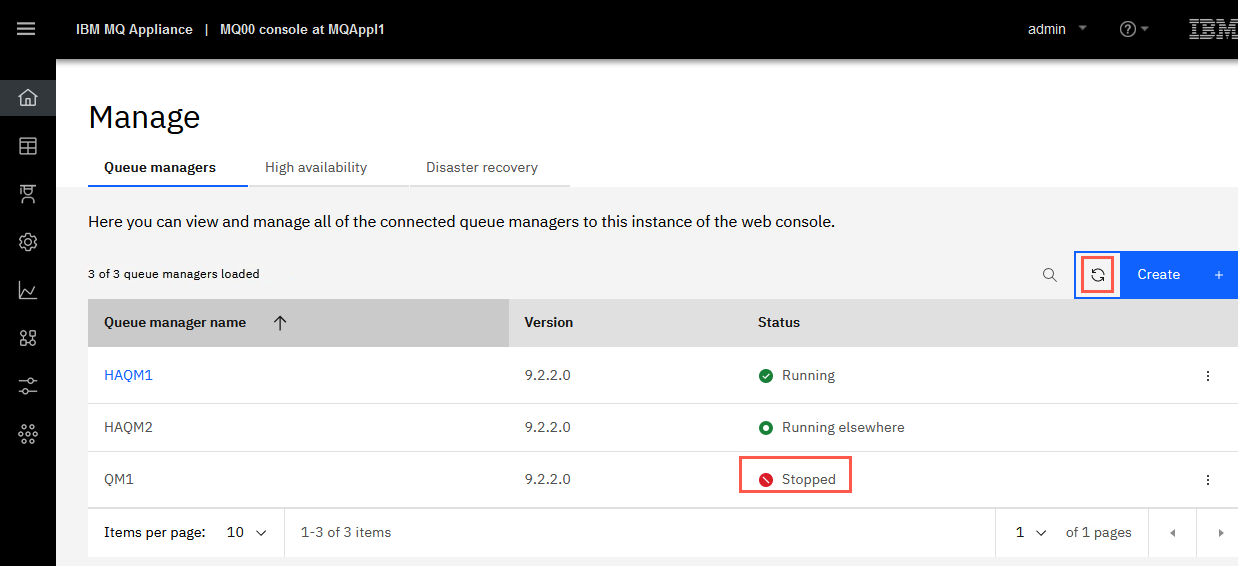 IBM MQ Appliance | MQ00 console at MQAppl1
admin
IBM
Manage
Queue managers High availability Disaster recovery
Here you can view and manage all of the connected queue managers to this instance of the web console.
3 of 3 queue managers loaded
Create +
Queue manager name Version Status
HAQM1 9.2.2.0 Running
HAQM2 9.2.2.0 Running elsewhere
QM1 9.2.2.0 Stopped
Items per page: 10 1-3 of 3 items 1 of 1 pages